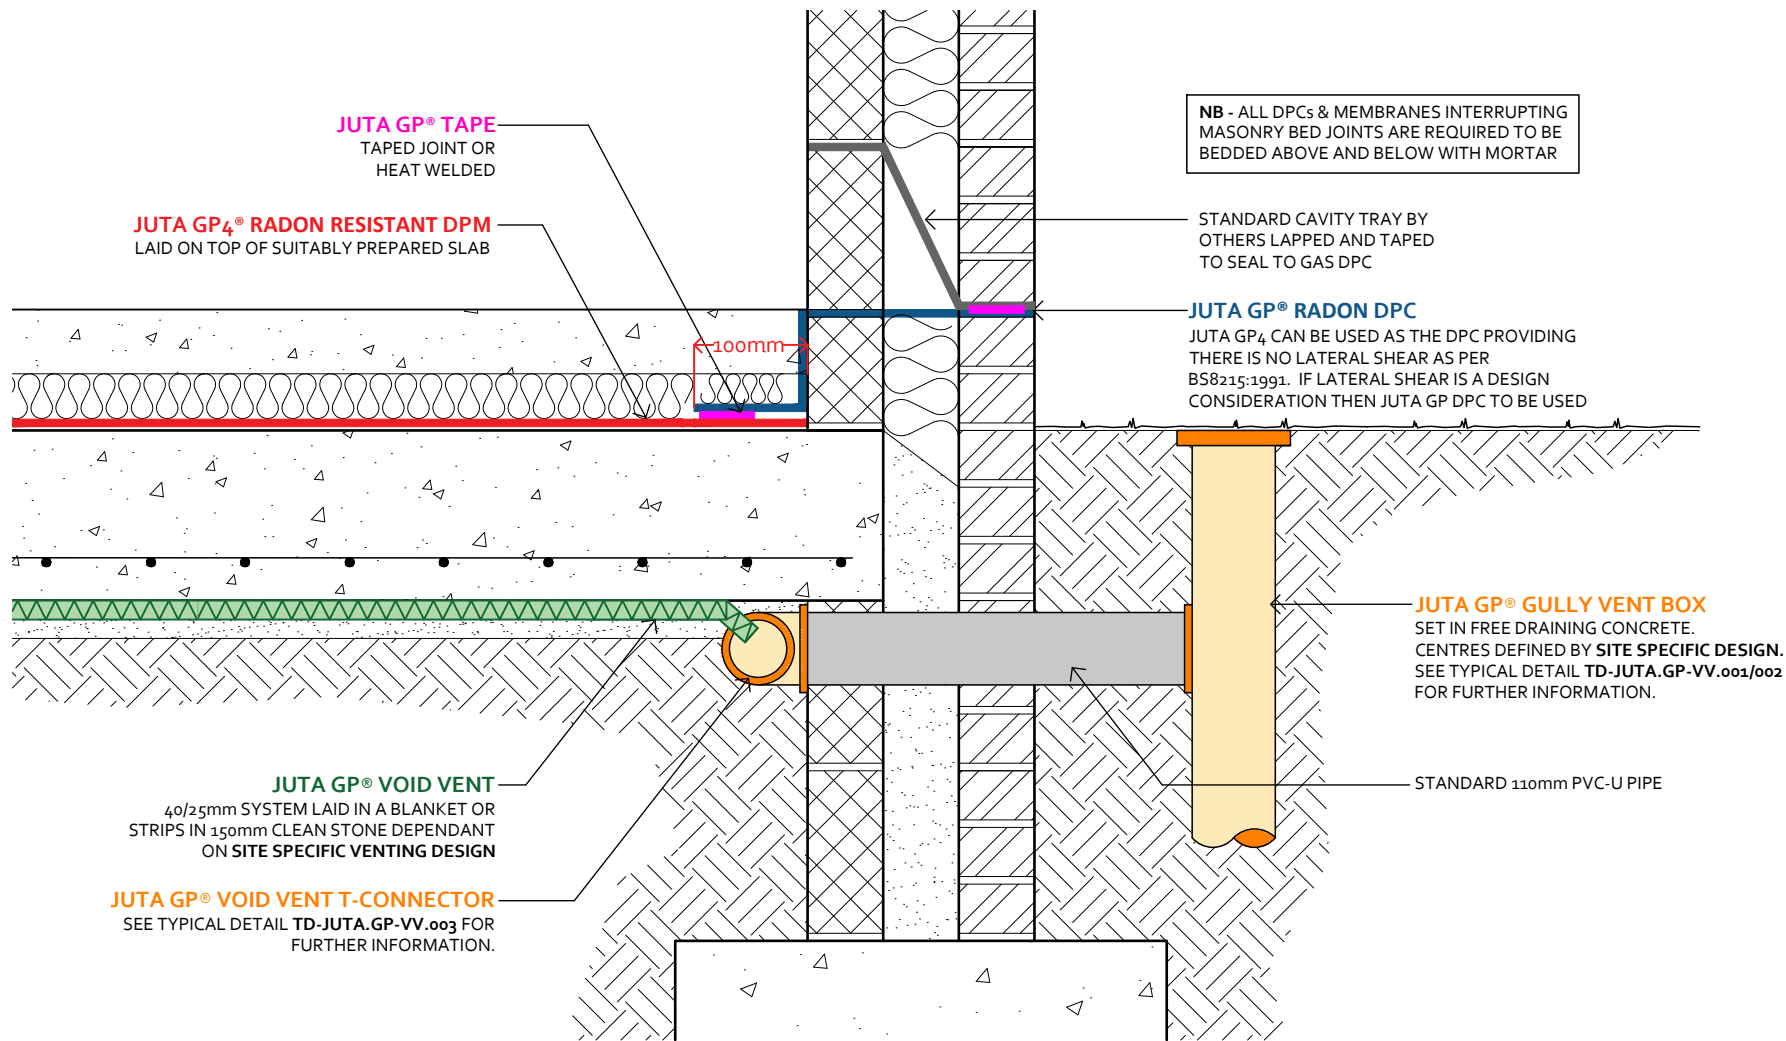 JUTA GP® TAPE
TAPED JOINT OR
HEAT WELDED
JUTA GP4® RADON RESISTANT DPM
LAID ON TOP OF SUITABLY PREPARED SLAB
100mm
NB - ALL DPCs & MEMBRANES INTERRUPTING
MASONRY BED JOINTS ARE REQUIRED TO BE
BEDDED ABOVE AND BELOW WITH MORTAR
STANDARD CAVITY TRAY BY
OTHERS LAPPED AND TAPED
TO SEAL TO GAS DPC
JUTA GP® RADON DPC
JUTA GP4 CAN BE USED AS THE DPC PROVIDING
THERE IS NO LATERAL SHEAR AS PER
BS8215:1991. IF LATERAL SHEAR IS A DESIGN
CONSIDERATION THEN JUTA GP DPC TO BE USED
JUTA GP® GULLY VENT BOX
SET IN FREE DRAINING CONCRETE.
CENTRES DEFINED BY SITE SPECIFIC DESIGN.
SEE TYPICAL DETAIL TD-JUTA.GP-VV.001/002
FOR FURTHER INFORMATION.
STANDARD 110mm PVC-U PIPE
JUTA GP® VOID VENT
40/25mm SYSTEM LAID IN A BLANKET OR
STRIPS IN 150mm CLEAN STONE DEPENDANT
ON SITE SPECIFIC VENTING DESIGN
JUTA GP® VOID VENT T-CONNECTOR
SEE TYPICAL DETAIL TD-JUTA.GP-VV.003 FOR
FURTHER INFORMATION.